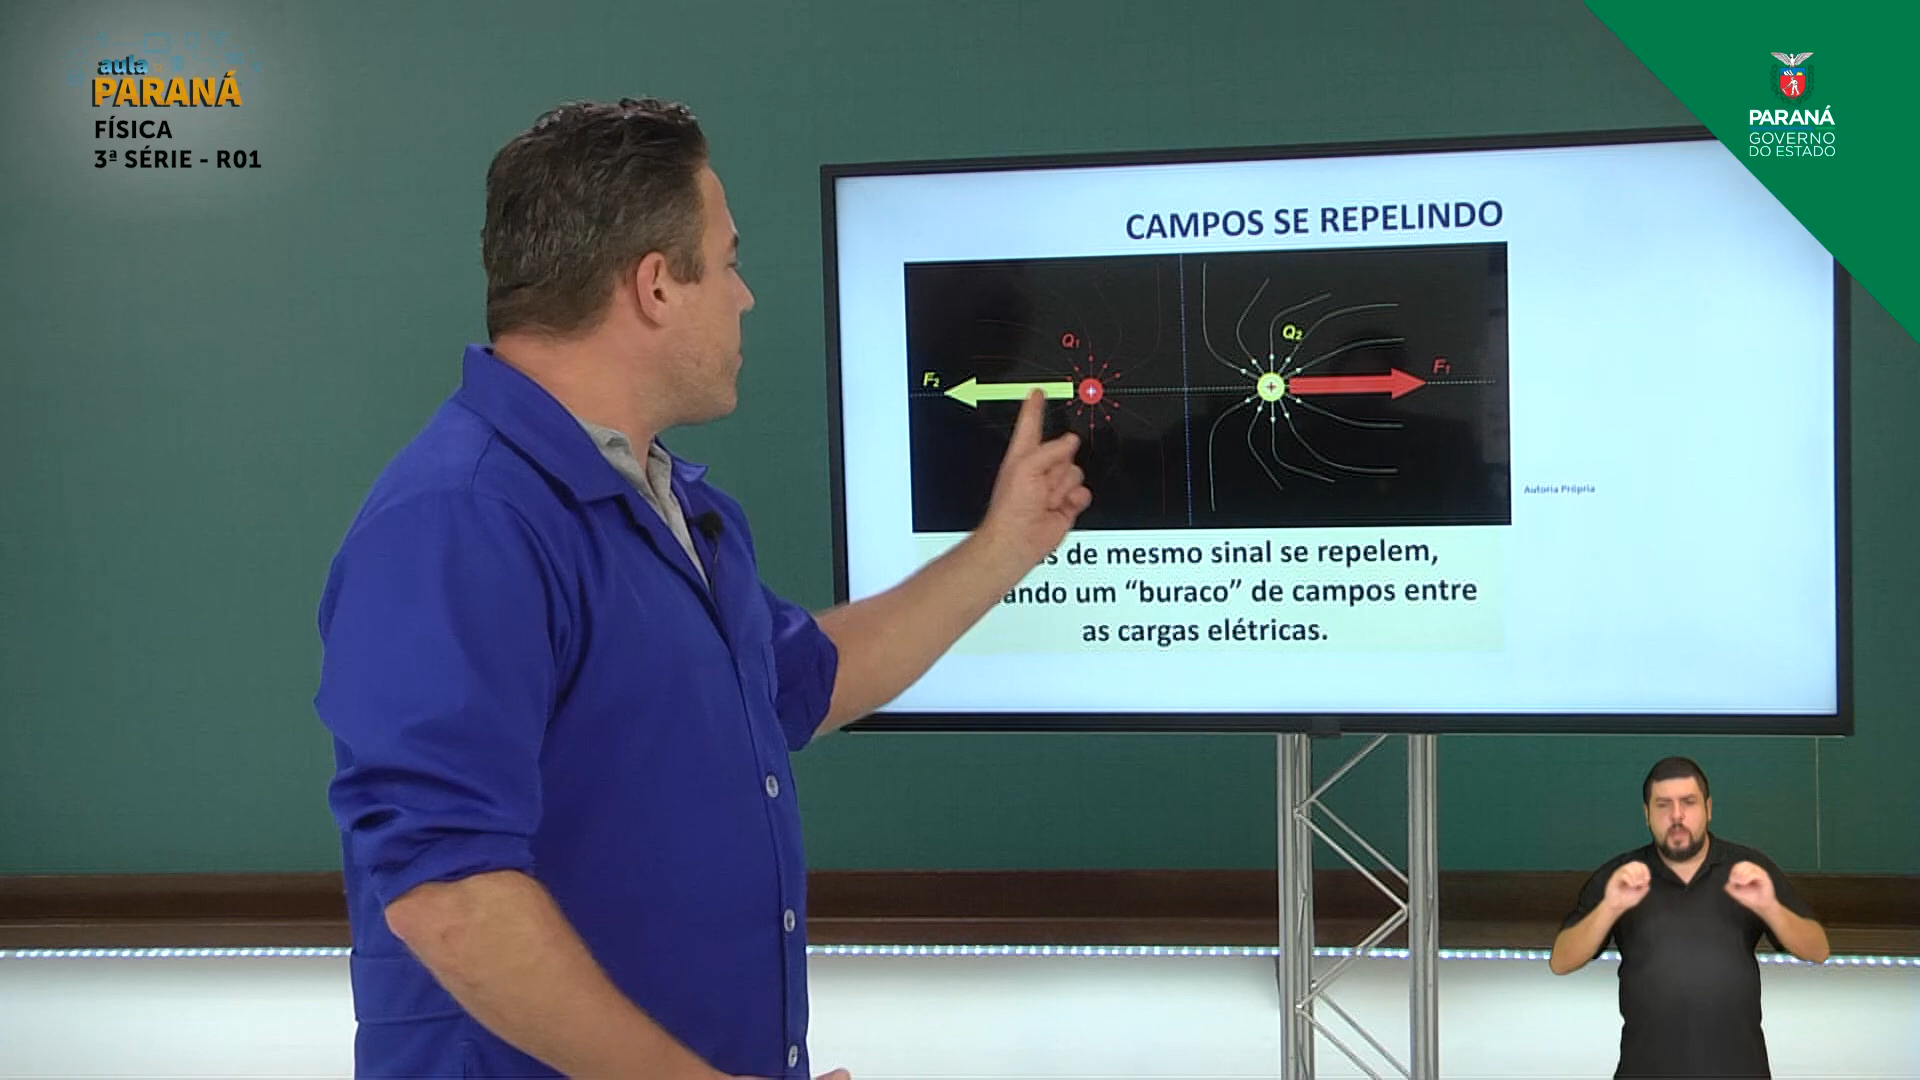 aula
PARANÁ
FÍSICA
3ª SÉRIE - R01
PARANÁ
GOVERNO
DO ESTADO
CAMPOS SE REPELINDO
Q₁
Q₂
F₂
F₁
+
+
Autoria Própria
de mesmo sinal se repelem,
um “buraco” de campos entre
as cargas elétricas.